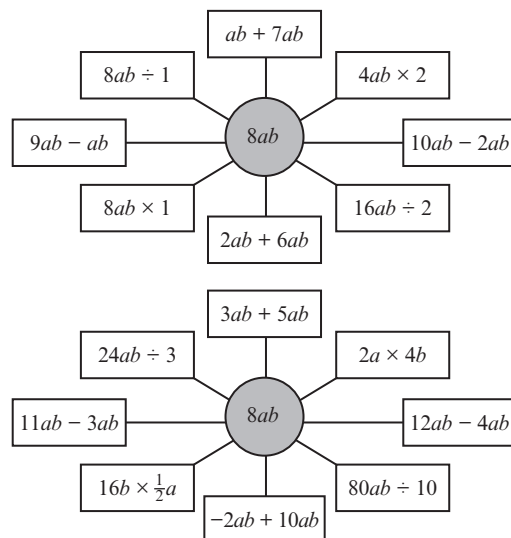 ab + 7ab
8ab ÷ 1
4ab × 2
9ab − ab
8ab
10ab − 2ab
8ab × 1
16ab ÷ 2
2ab + 6ab
3ab + 5ab
24ab ÷ 3
2a × 4b
11ab − 3ab
8ab
12ab − 4ab
16b × ½a
80ab ÷ 10
−2ab + 10ab